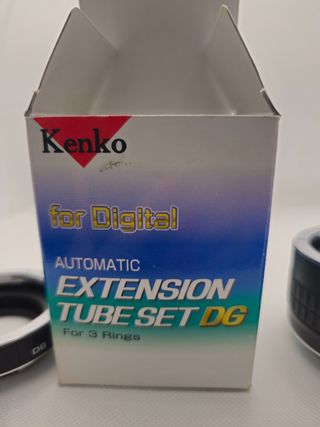 Kenko
for Digital
AUTOMATIC
EXTENSION
TUBE SET DG
For 3 Rings
DG